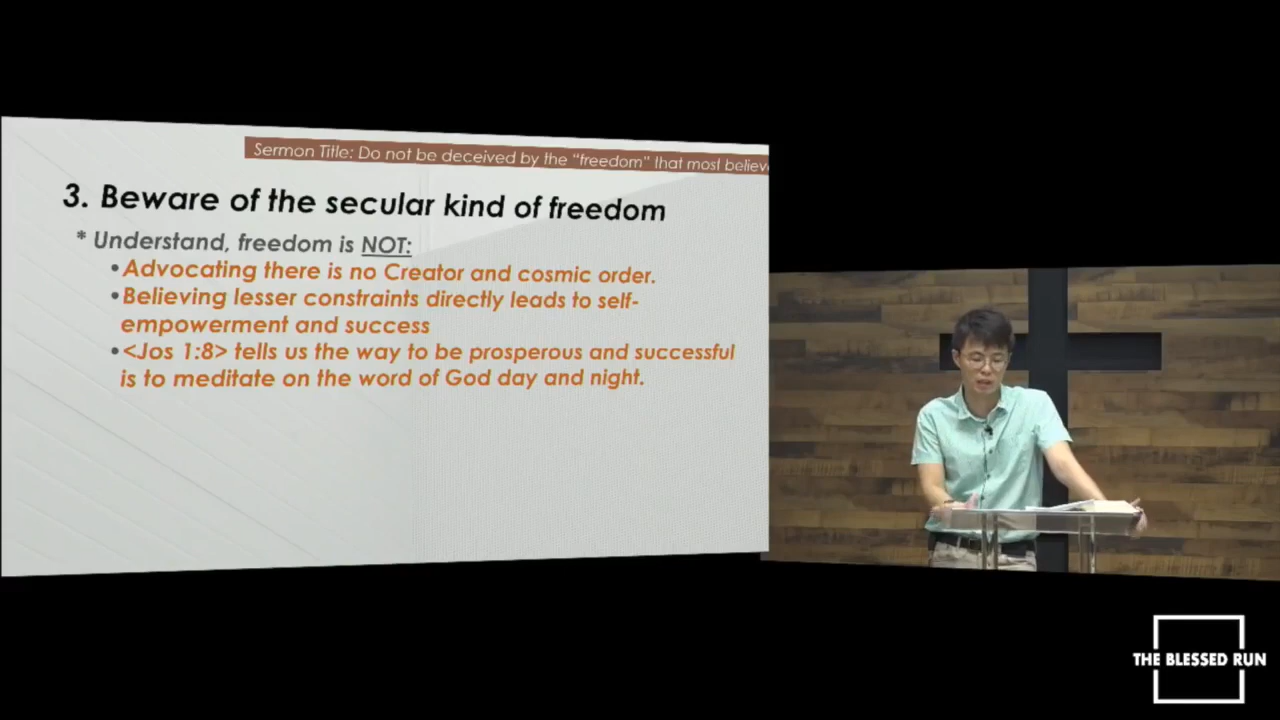 Sermon Title: Do not be deceived by the "freedom" that most believ
3. Beware of the secular kind of freedom
* Understand, freedom is NOT:
•Advocating there is no Creator and cosmic order.
•Believing lesser constraints directly leads to self-
empowerment and success
•<Jos 1:8> tells us the way to be prosperous and successful
is to meditate on the word of God day and night.
THE BLESSED RUN